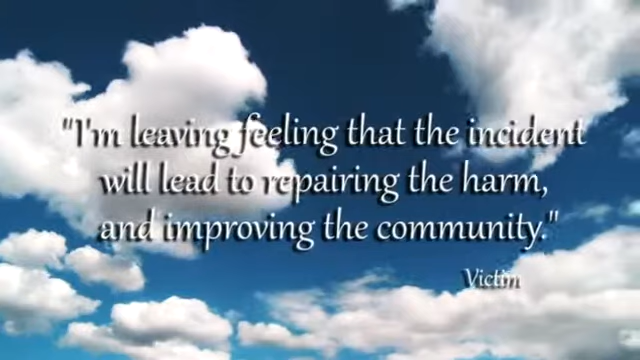 "I'm leaving feeling that the incident
will lead to repairing the harm,
and improving the community."
Victim